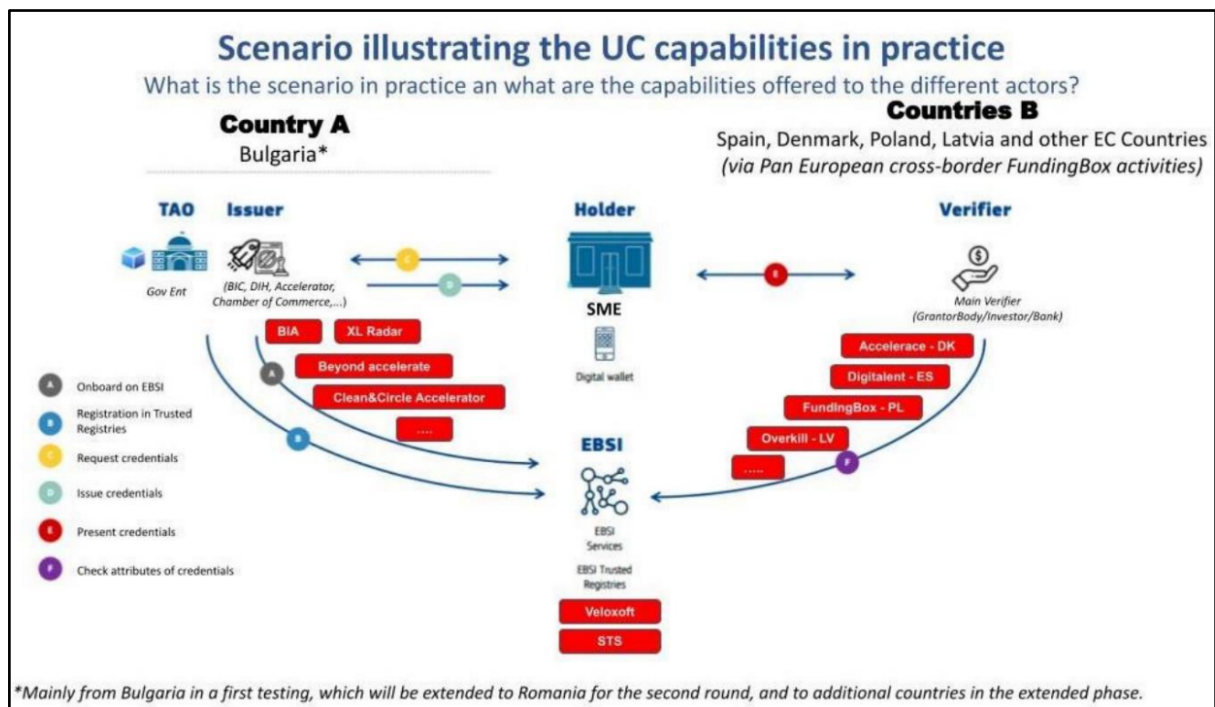 Scenario illustrating the UC capabilities in practice
What is the scenario in practice an what are the capabilities offered to the different actors?
Country A
Bulgaria*
Countries B
Spain, Denmark, Poland, Latvia and other EC Countries
(via Pan European cross-border FundingBox activities)
TAO
Issuer
Holder
Verifier
Gov Ent
(BIC, DIH, Accelerator,
Chamber of Commerce,...)
C
D
E
SME
Digital wallet
Main Verifier
(GrantorBody/Investor/Bank)
BIA
XL Radar
Beyond accelerate
Clean&Circle Accelerator
....
A
B
Accelerace - DK
Digitalent - ES
FundingBox - PL
Overkill - LV
.....
F
A
Onboard on EBSI
B
Registration in Trusted
Registries
C
Request credentials
D
Issue credentials
E
Present credentials
F
Check attributes of credentials
EBSI
EBSI
Services
EBSI Trusted
Registries
Veloxoft
STS
*Mainly from Bulgaria in a first testing, which will be extended to Romania for the second round, and to additional countries in the extended phase.